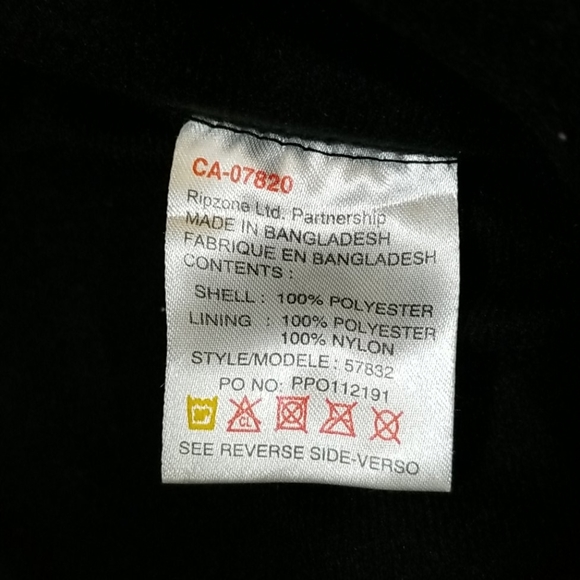 CA-07820
Ripzone Ltd. Partnership
MADE IN BANGLADESH
FABRIQUE EN BANGLADESH
CONTENTS :
SHELL : 100% POLYESTER
LINING : 100% POLYESTER
100% NYLON
STYLE/MODELE : 57832
PO NO: PPO112191
CL
SEE REVERSE SIDE-VERSO